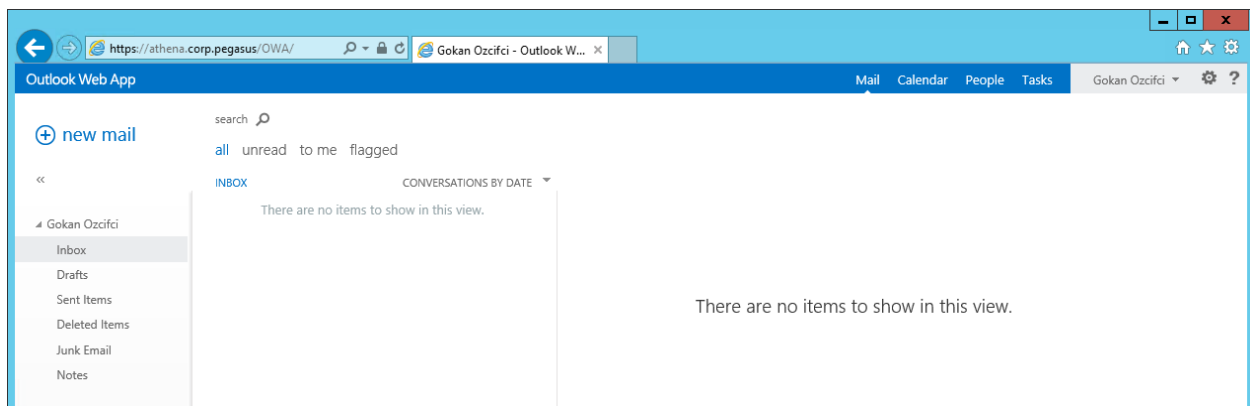 https://athena.corp.pegasus/OWA/ Gokan Ozcifci - Outlook W...
Outlook Web App Mail Calendar People Tasks Gokan Ozcifci ?
new mail
search
all unread to me flagged
INBOX CONVERSATIONS BY DATE
There are no items to show in this view.
Gokan Ozcifci
Inbox
Drafts
Sent Items
Deleted Items
Junk Email
Notes
There are no items to show in this view.